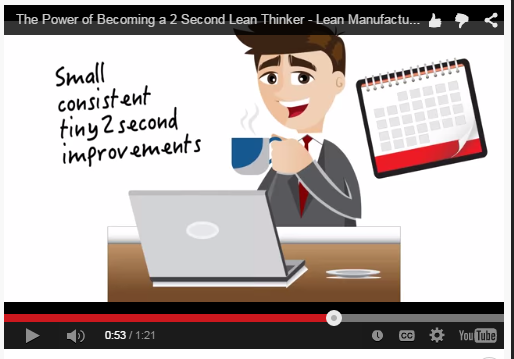 The Power of Becoming a 2 Second Lean Thinker - Lean Manufactu...
Small
consistent
tiny 2 second
improvements
0:53 / 1:21
CC
YouTube